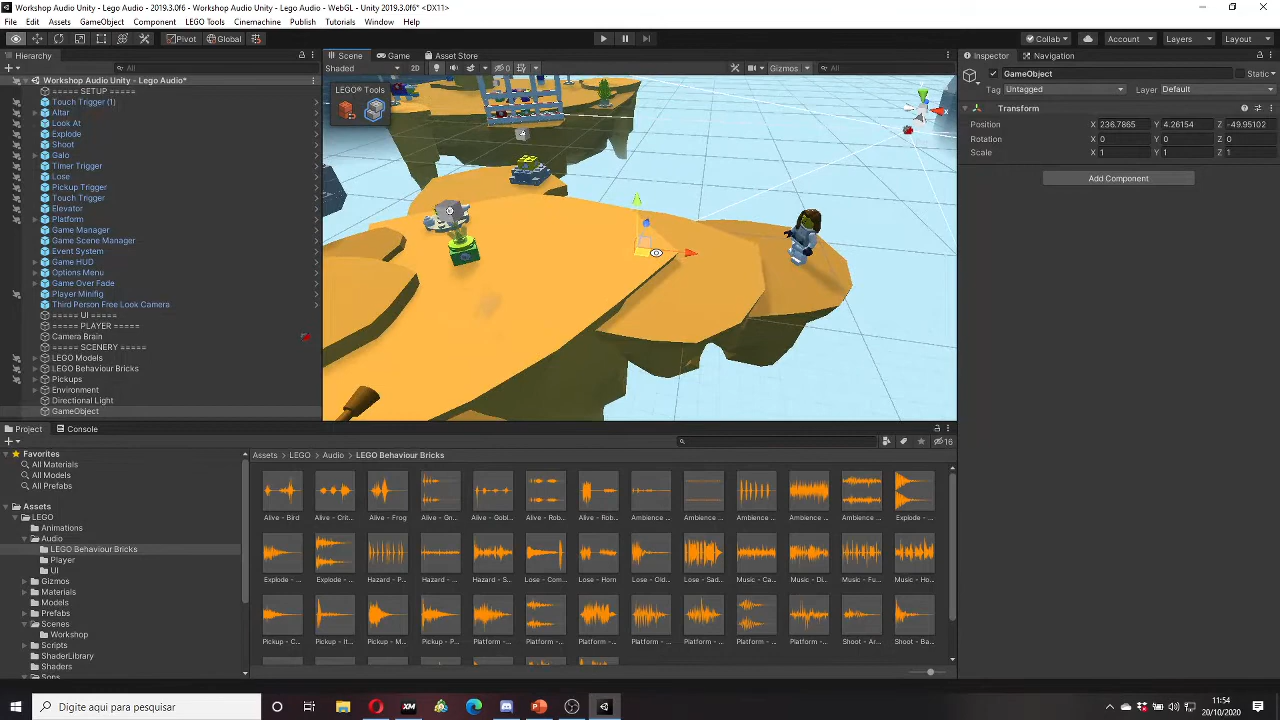 Workshop Audio Unity - Lego Audio - Workshop Audio Unity - Lego Audio - WebGL - Unity 2019.3.0f6* <DX11>
File Edit Assets GameObject Component LEGO Tools Cinemachine Publish Tutorials Window Help
Pivot Global Collab Account Layers Layout
Hierarchy
Scene Game Asset Store
Inspector Navigation
All
Shaded 2D 0 Gizmos All
GameObject Static
Tag Untagged Layer Default
Workshop Audio Unity - Lego Audio*
===== SETUP =====
Touch Trigger (1)
Altar
Look At
Explode
Shoot
Galo
Timer Trigger
Lose
Pickup Trigger
Touch Trigger
Elevator
Platform
Game Manager
Game Scene Manager
Event System
Game HUD
Options Menu
Game Over Fade
Player Minifig
Third Person Free Look Camera
===== UI =====
===== PLAYER =====
Camera Brain
===== SCENERY =====
LEGO Models
LEGO Behaviour Bricks
Pickups
Environment
Directional Light
GameObject
LEGO® Tools
Transform
Position X 236.7865 Y 4.26154 Z -49.95102
Rotation X 0 Y 0 Z 0
Scale X 1 Y 1 Z 1
Add Component
Project Console
16
Favorites
All Materials
All Models
All Prefabs
Assets
LEGO
Animations
Audio
LEGO Behaviour Bricks
Player
UI
Gizmos
Materials
Models
Prefabs
Scenes
Workshop
Scripts
ShaderLibrary
Shaders
Sons
Assets > LEGO > Audio > LEGO Behaviour Bricks
Alive - Bird Alive - Crit... Alive - Frog Alive - Gn... Alive - Gobl... Alive - Rob... Alive - Rob... Ambience ... Ambience ... Ambience ... Ambience ... Ambience ... Explode - ...
Explode - ... Explode - ... Hazard - P... Hazard - ... Hazard - S... Lose - Com... Lose - Horn Lose - Old... Lose - Sad... Music - Ca... Music - Di... Music - Fu... Music - Ho...
Pickup - C... Pickup - It... Pickup - M... Pickup - P... Platform -... Platform - ... Platform - ... Platform - ... Platform - ... Platform - ... Platform -... Shoot - Ar... Shoot - Ba...
Digite aqui para pesquisar
11:54
20/10/2020